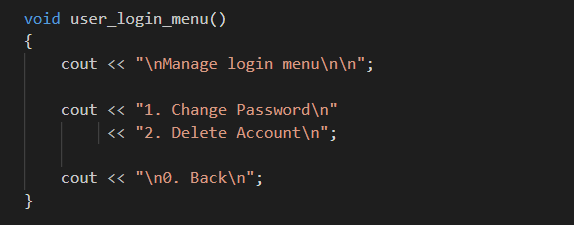 void user_login_menu()
{
    cout << "\nManage login menu\n\n";

    cout << "1. Change Password\n"
         << "2. Delete Account\n";

    cout << "\n0. Back\n";
}